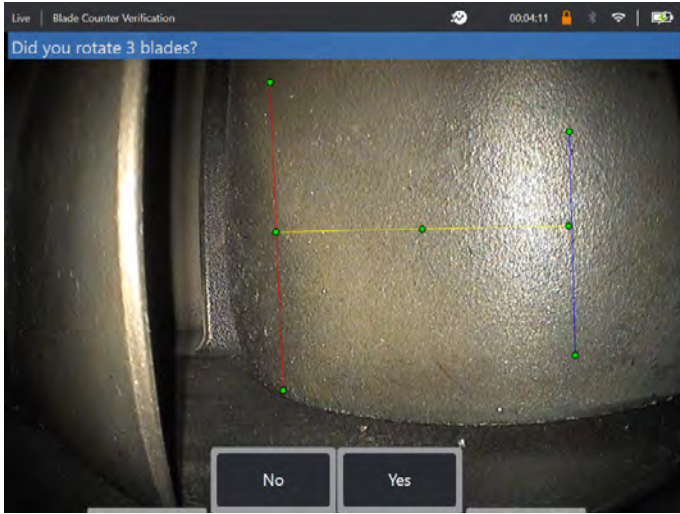 Live | Blade Counter Verification 00:04:11
Did you rotate 3 blades?
No Yes